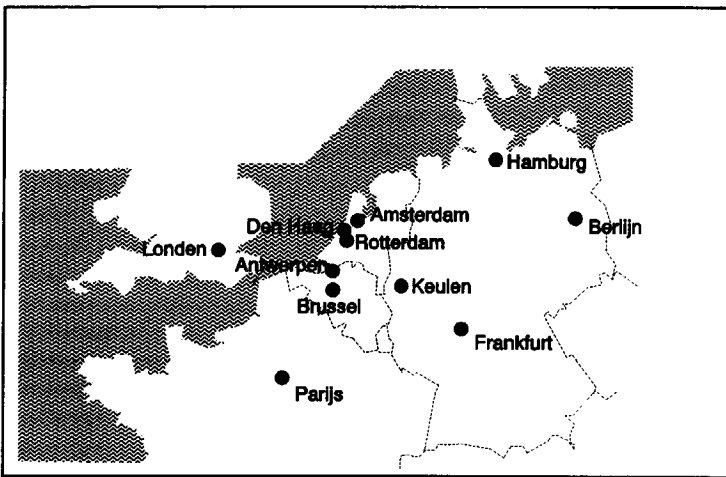 Hamburg
Amsterdam
Den Haag
Berlijn
Rotterdam
Londen
Antwerpen
Keulen
Brussel
Frankfurt
Parijs